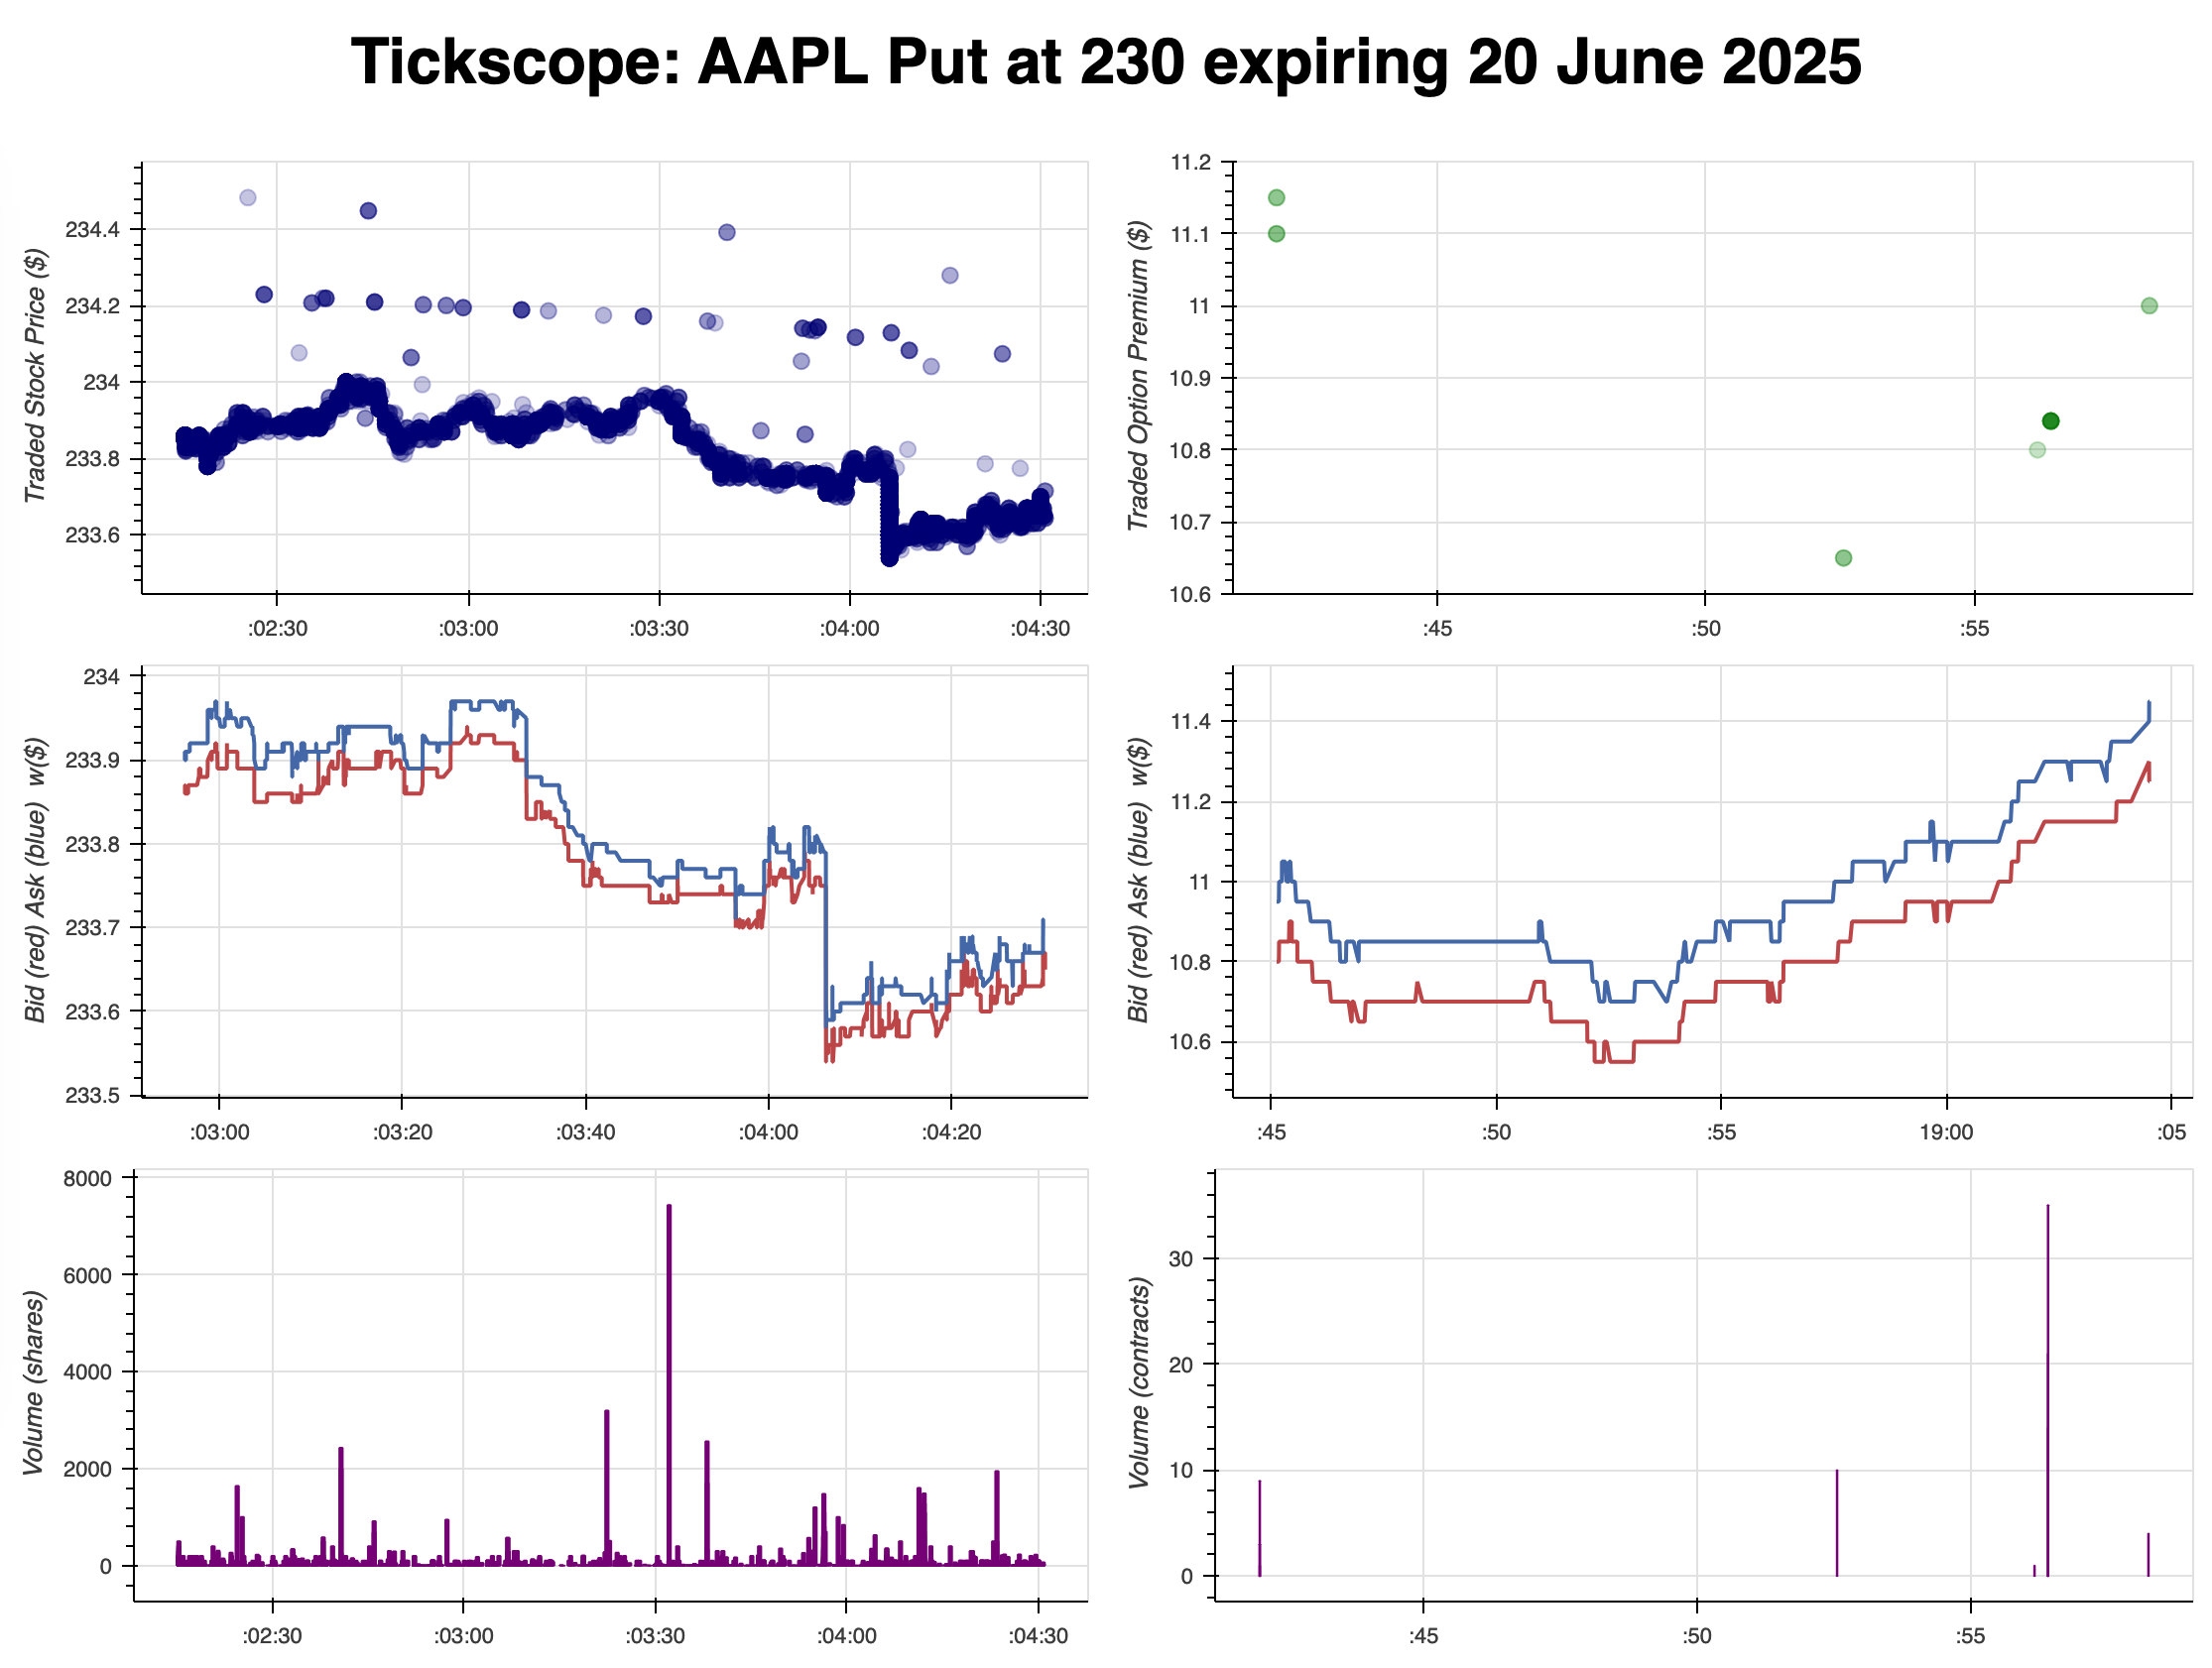 Tickscope: AAPL Put at 230 expiring 20 June 2025
Traded Stock Price ($)
234.4
234.2
234
233.8
233.6
:02:30 :03:00 :03:30 :04:00 :04:30
Traded Option Premium ($)
11.2
11.1
11
10.9
10.8
10.7
10.6
:45 :50 :55
Bid (red) Ask (blue) w($)
234
233.9
233.8
233.7
233.6
233.5
:03:00 :03:20 :03:40 :04:00 :04:20
Bid (red) Ask (blue) w($)
11.4
11.2
11
10.8
10.6
:45 :50 :55 19:00 :05
Volume (shares)
8000
6000
4000
2000
0
:02:30 :03:00 :03:30 :04:00 :04:30
Volume (contracts)
30
20
10
0
:45 :50 :55